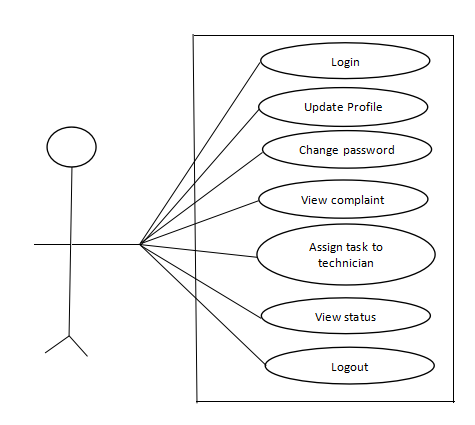 Login
Update Profile
Change password
View complaint
Assign task to
technician
View status
Logout